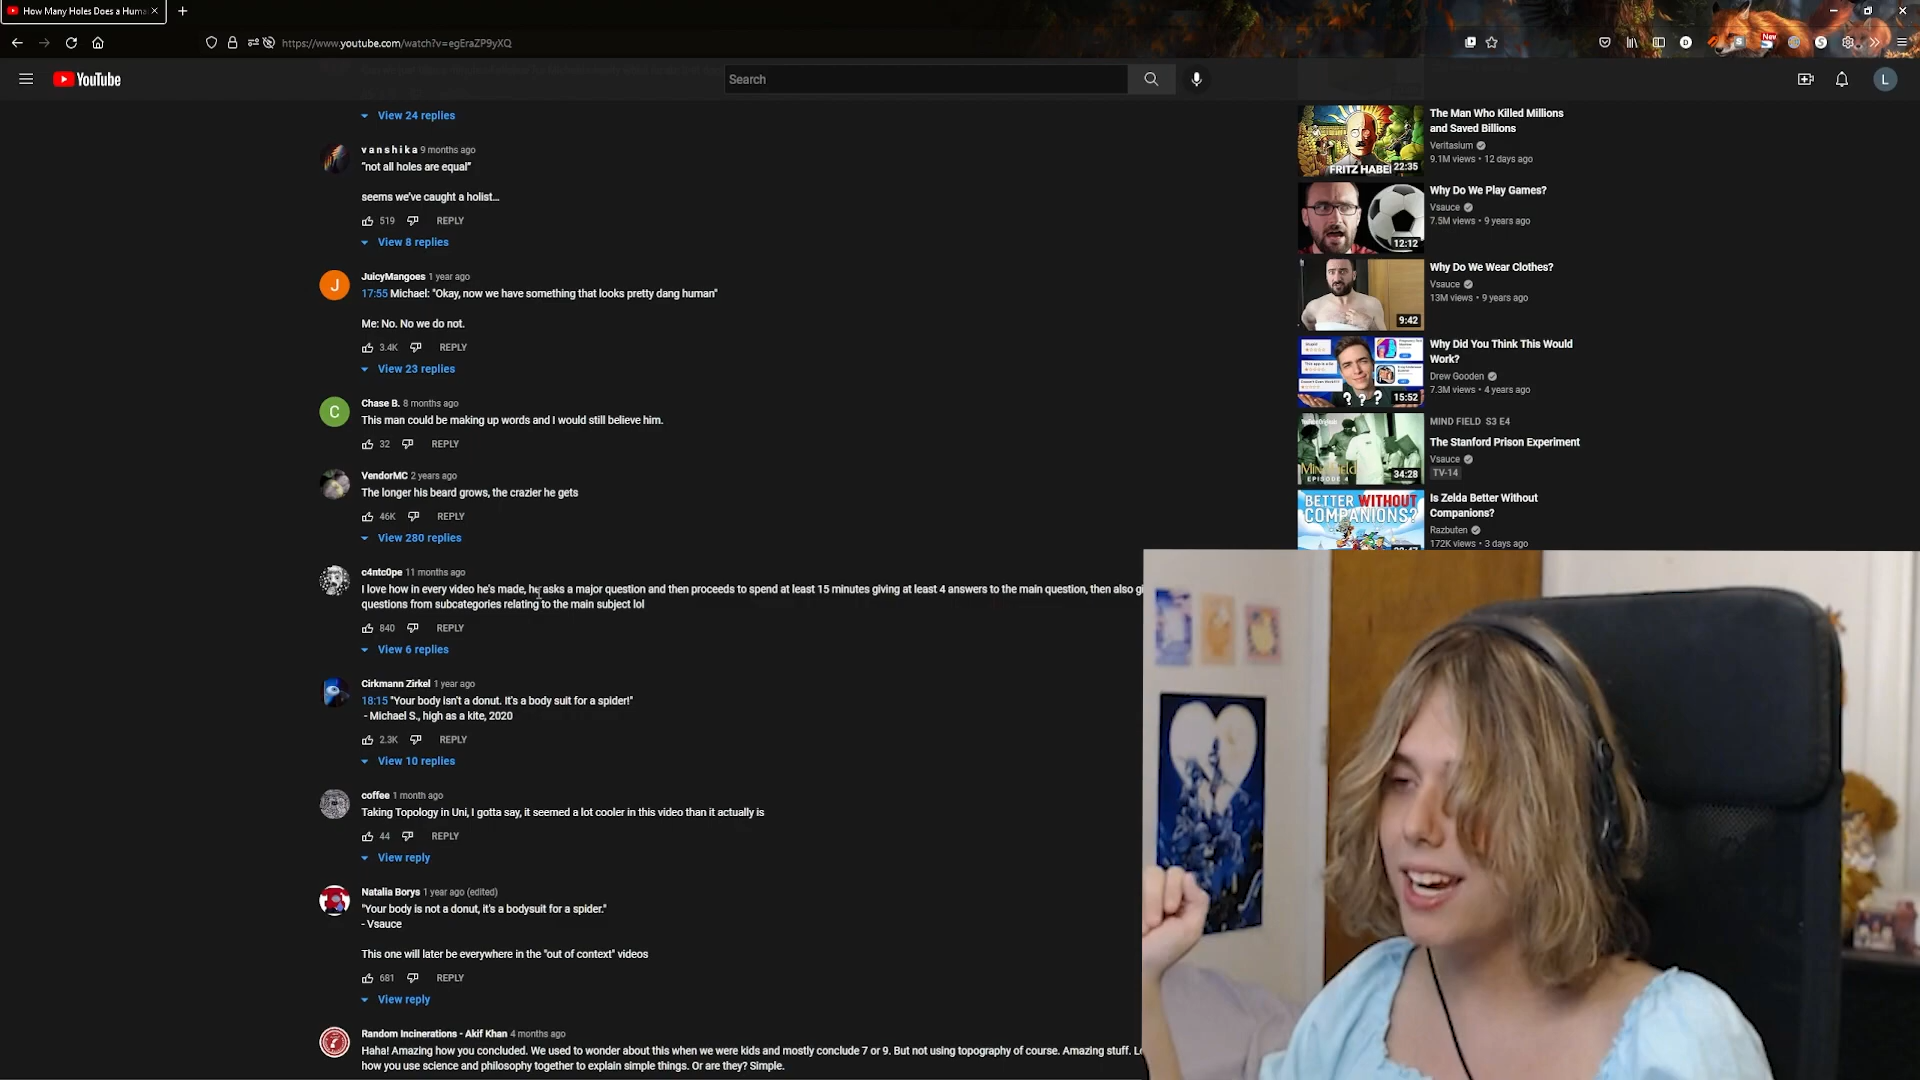 How Many Holes Does a Huma
https://www.youtube.com/watch?v=egEraZP9yXQ
New
YouTube
Search
L
View 24 replies
v a n s h i k a 9 months ago
"not all holes are equal"
seems we've caught a holist...
519 REPLY
View 8 replies
J
JuicyMangoes 1 year ago
17:55 Michael: "Okay, now we have something that looks pretty dang human"
Me: No. No we do not.
3.4K REPLY
View 23 replies
C
Chase B. 8 months ago
This man could be making up words and I would still believe him.
32 REPLY
VendorMC 2 years ago
The longer his beard grows, the crazier he gets
46K REPLY
View 280 replies
c4ntc0pe 11 months ago
I love how in every video he's made, he asks a major question and then proceeds to spend at least 15 minutes giving at least 4 answers to the main question, then also gi
questions from subcategories relating to the main subject lol
840 REPLY
View 6 replies
Cirkmann Zirkel 1 year ago
18:15 "Your body isn't a donut. It's a body suit for a spider!"
- Michael S., high as a kite, 2020
2.3K REPLY
View 10 replies
coffee 1 month ago
Taking Topology in Uni, I gotta say, it seemed a lot cooler in this video than it actually is
44 REPLY
View reply
Natalia Borys 1 year ago (edited)
"Your body is not a donut, it's a bodysuit for a spider."
- Vsauce
This one will later be everywhere in the "out of context" videos
681 REPLY
View reply
Random Incinerations - Akif Khan 4 months ago
Haha! Amazing how you concluded. We used to wonder about this when we were kids and mostly conclude 7 or 9. But not using topography of course. Amazing stuff. L
how you use science and philosophy together to explain simple things. Or are they? Simple.
FRITZ HABE
22:35
The Man Who Killed Millions
and Saved Billions
Veritasium
9.1M views • 12 days ago
12:12
Why Do We Play Games?
Vsauce
7.5M views • 9 years ago
9:42
Why Do We Wear Clothes?
Vsauce
13M views • 9 years ago
? ? ?
15:52
Why Did You Think This Would
Work?
Drew Gooden
7.3M views • 4 years ago
EPISODE 4
34:28
MIND FIELD S3 E4
The Stanford Prison Experiment
Vsauce
TV-14
BETTER WITHOUT
COMPANIONS?
Is Zelda Better Without
Companions?
Razbuten
172K views • 3 days ago